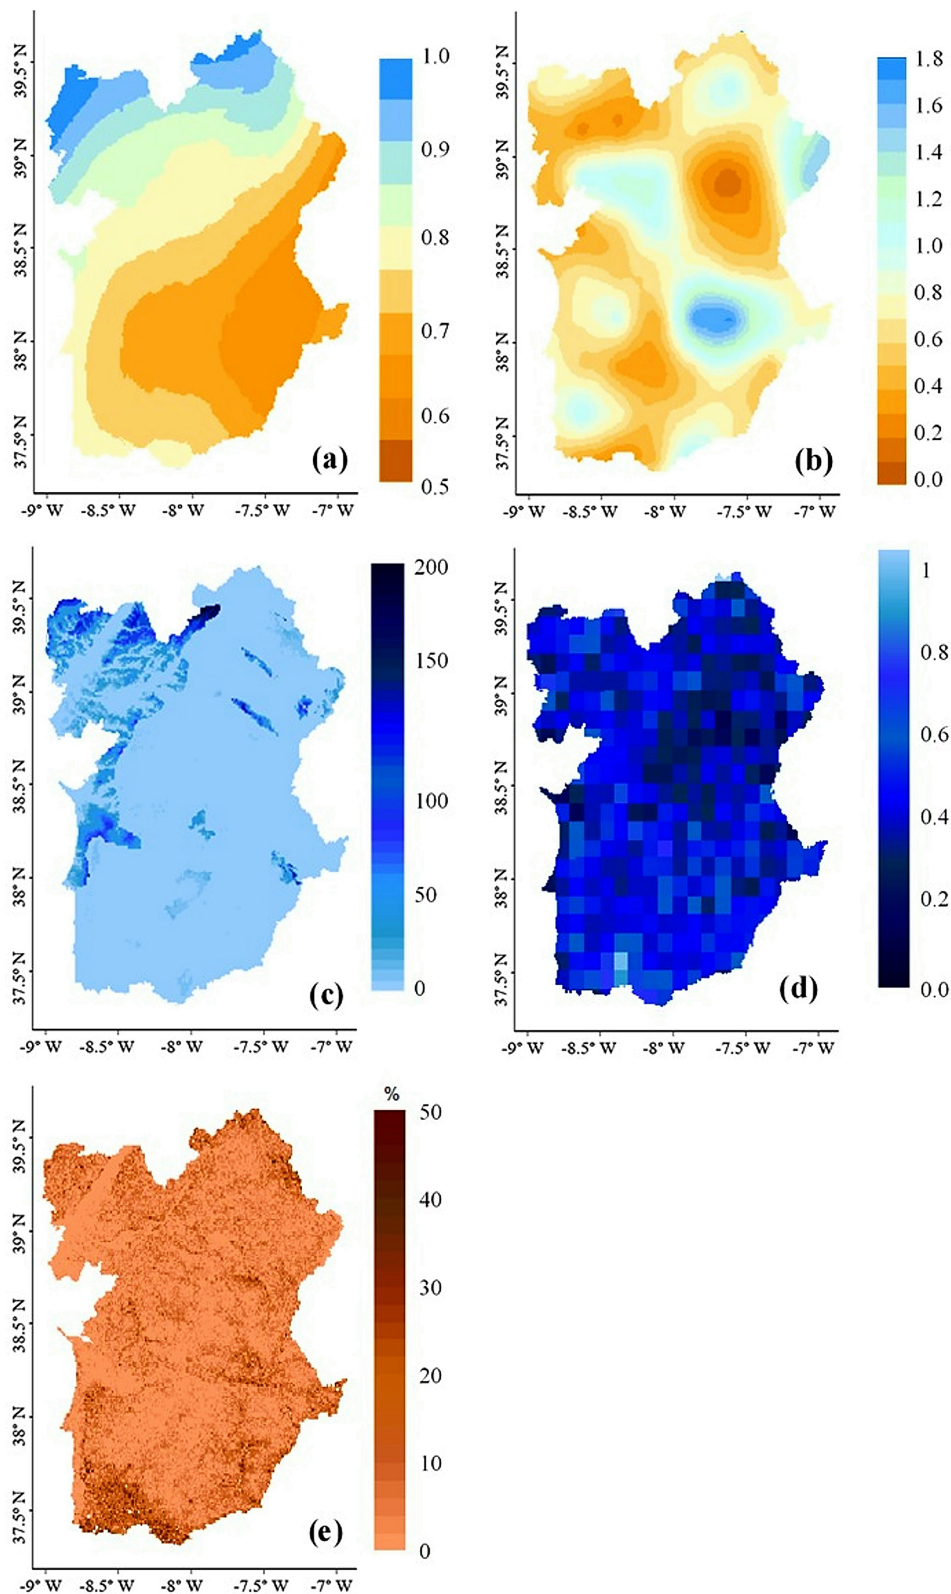 39.5° N
39° N
38.5° N
38° N
37.5° N
-9° W -8.5° W -8° W -7.5° W -7° W
(a)
1.0
0.9
0.8
0.7
0.6
0.5
39.5° N
39° N
38.5° N
38° N
37.5° N
-9° W -8.5° W -8° W -7.5° W -7° W
(b)
1.8
1.6
1.4
1.2
1.0
0.8
0.6
0.4
0.2
0.0
39.5° N
39° N
38.5° N
38° N
37.5° N
-9° W -8.5° W -8° W -7.5° W -7° W
(c)
200
150
100
50
0
39.5° N
39° N
38.5° N
38° N
37.5° N
-9° W -8.5° W -8° W -7.5° W -7° W
(d)
1
0.8
0.6
0.4
0.2
0.0
39.5° N
39° N
38.5° N
38° N
37.5° N
-9° W -8.5° W -8° W -7.5° W -7° W
(e)
%
50
40
30
20
10
0